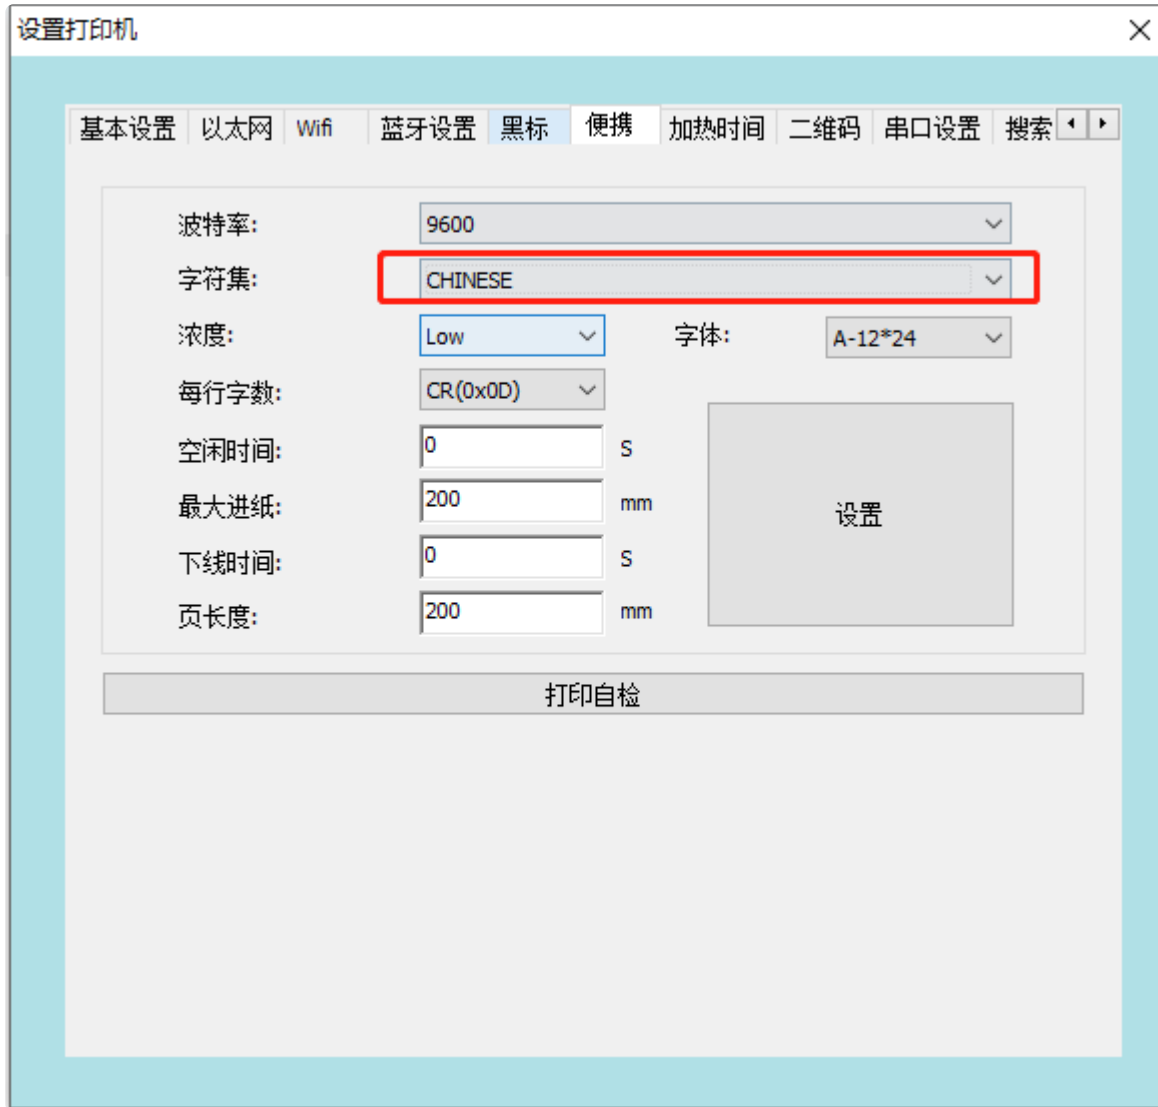 设置打印机
基本设置 以太网 Wifi 蓝牙设置 黑标 便携 加热时间 二维码 串口设置 搜索
波特率: 9600
字符集: CHINESE
浓度: Low 字体: A-12*24
每行字数: CR(0x0D)
空闲时间: 0 S
最大进纸: 200 mm
设置
下线时间: 0 S
页长度: 200 mm
打印自检